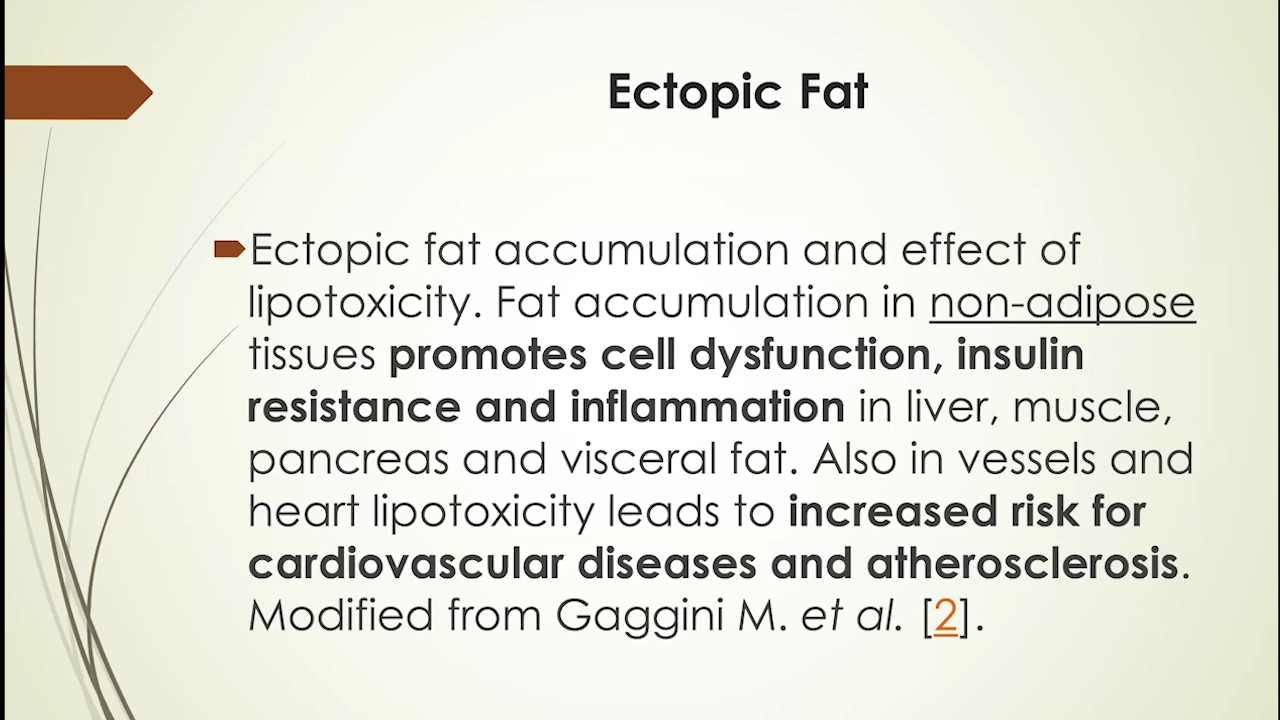 Ectopic Fat
Ectopic fat accumulation and effect of
lipotoxicity. Fat accumulation in non-adipose
tissues promotes cell dysfunction, insulin
resistance and inflammation in liver, muscle,
pancreas and visceral fat. Also in vessels and
heart lipotoxicity leads to increased risk for
cardiovascular diseases and atherosclerosis.
Modified from Gaggini M. et al. [2].